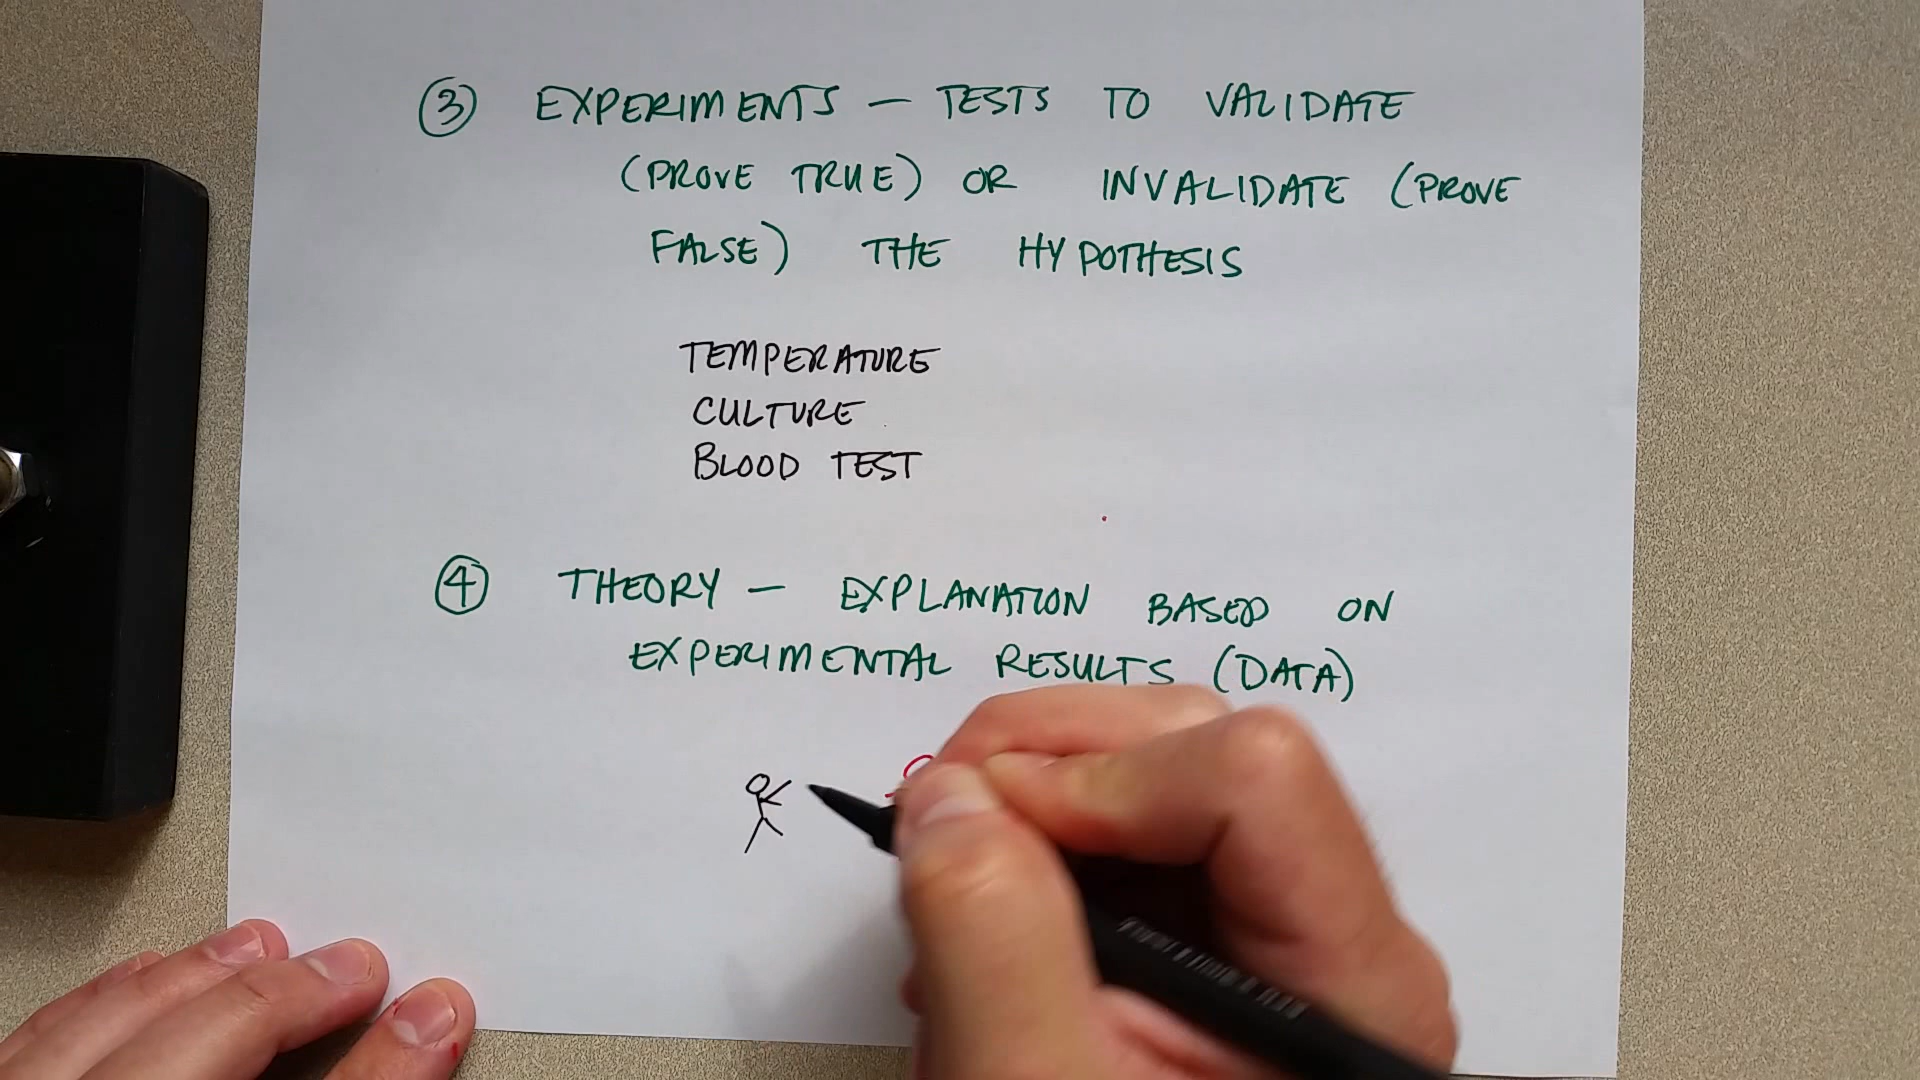 ③ EXPERIMENTS — TESTS TO VALIDATE
(PROVE TRUE) OR INVALIDATE (PROVE
FALSE) THE HYPOTHESIS
TEMPERATURE
CULTURE
BLOOD TEST
④ THEORY — EXPLANATION BASED ON
EXPERIMENTAL RESULTS (DATA)